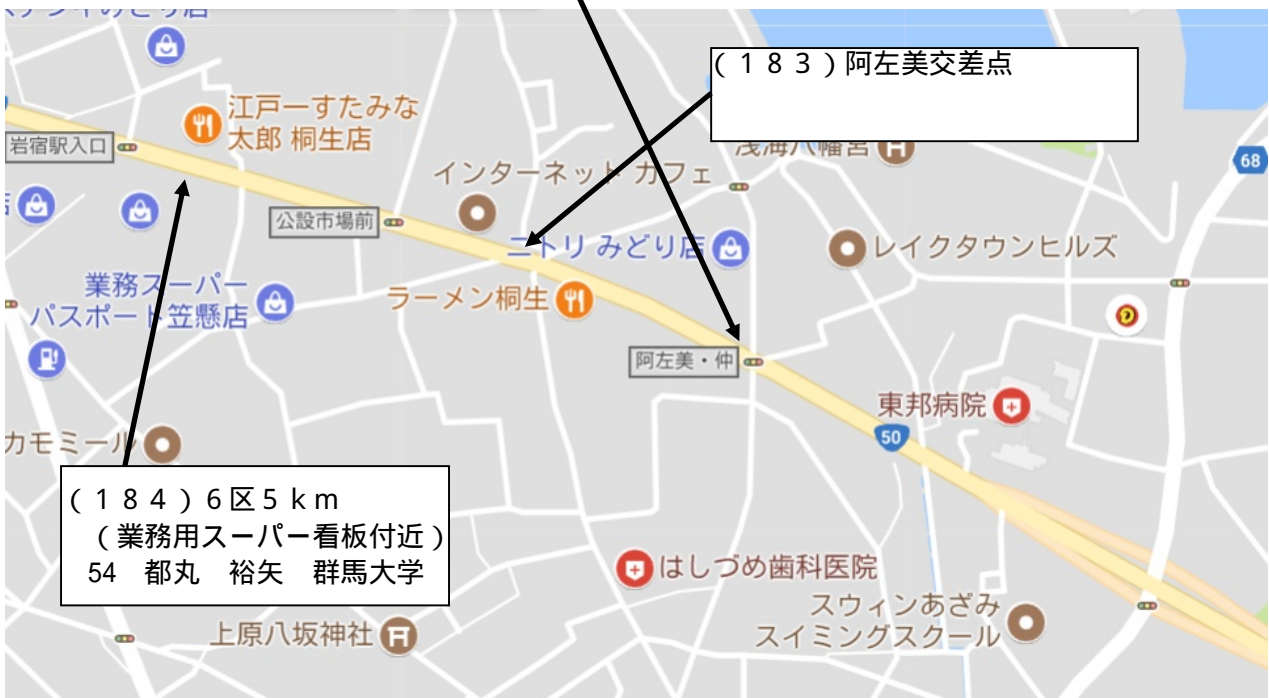 (183)阿左美交差点
江戸一すたみな
太郎 桐生店
岩宿駅入口
インターネット カフェ
68
公設市場前
ニトリ みどり店
レイクタウンヒルズ
業務スーパー
パスポート笠懸店
ラーメン桐生
阿左美・仲
東邦病院
50
カモミール
(184)6区5km
(業務用スーパー看板付近)
54 都丸 裕矢 群馬大学
はしづめ歯科医院
スウィンあざみ
スイミングスクール
上原八坂神社